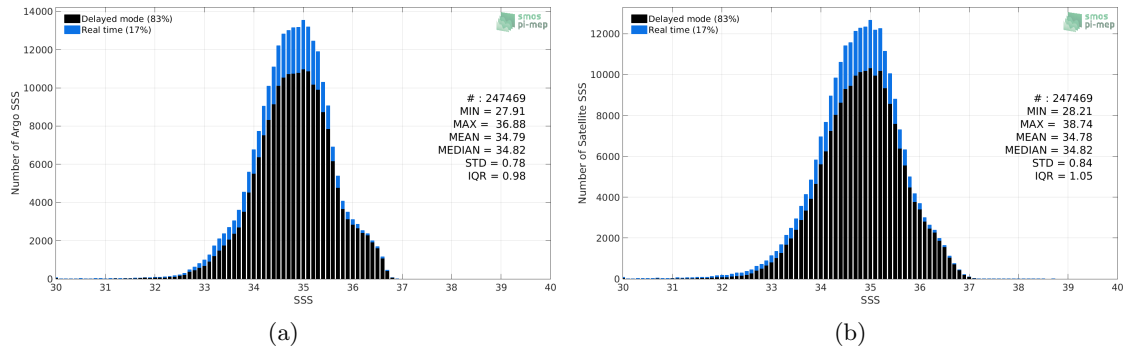 Delayed mode (83%)
Real time (17%)
smos
pi-mep
# : 247469
MIN = 27.91
MAX = 36.88
MEAN = 34.79
MEDIAN = 34.82
STD = 0.78
IQR = 0.98
Number of Argo SSS
14000
12000
10000
8000
6000
4000
2000
0
30 31 32 33 34 35 36 37 38 39 40
SSS
(a)
Delayed mode (83%)
Real time (17%)
smos
pi-mep
# : 247469
MIN = 28.21
MAX = 38.74
MEAN = 34.78
MEDIAN = 34.82
STD = 0.84
IQR = 1.05
Number of Satellite SSS
12000
10000
8000
6000
4000
2000
0
30 31 32 33 34 35 36 37 38 39 40
SSS
(b)